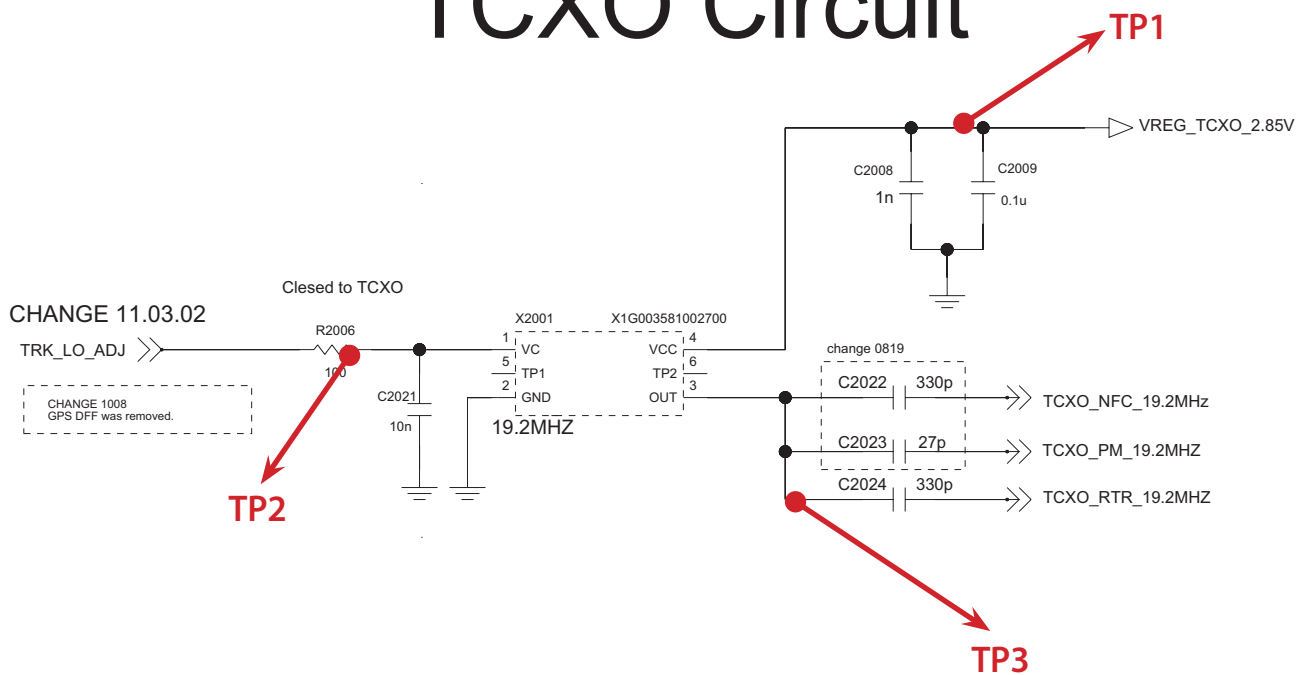 TCXO Circuit
TP1
VREG_TCXO_2.85V
C2008
C2009
1n
0.1u
Clesed to TCXO
CHANGE 11.03.02
TRK_LO_ADJ
R2006
100
X2001
X1G003581002700
1
VC
VCC
4
5
TP1
TP2
6
2
GND
OUT
3
19.2MHZ
C2021
10n
CHANGE 1008
GPS DFF was removed.
change 0819
C2022
330p
TCXO_NFC_19.2MHz
C2023
27p
TCXO_PM_19.2MHZ
C2024
330p
TCXO_RTR_19.2MHZ
TP2
TP3